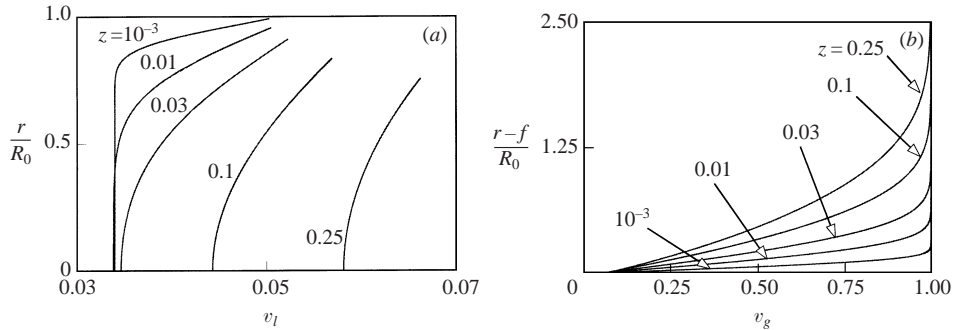 1.0
z = 10⁻³
(a)
0.01
0.03
r
R₀
0.5
0.1
0.25
0
0.03
0.05
0.07
vₗ
2.50
(b)
z = 0.25
0.1
r – f
R₀
1.25
0.03
0.01
10⁻³
0
0.25
0.50
0.75
1.00
v_g